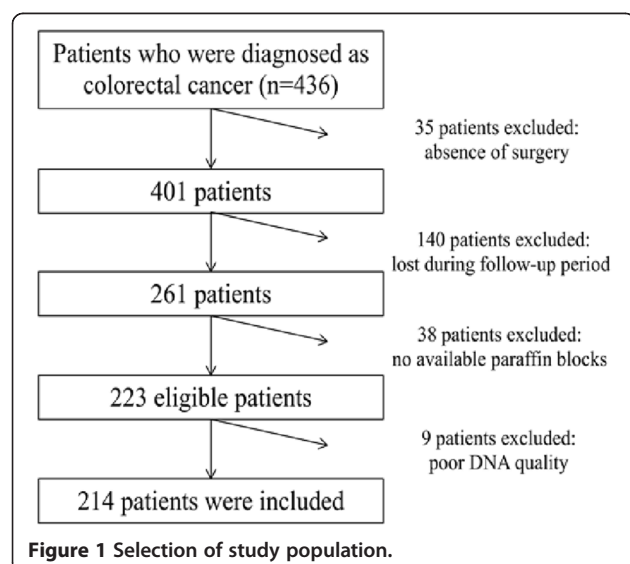 Patients who were diagnosed as
colorectal cancer (n=436)
35 patients excluded:
absence of surgery
401 patients
140 patients excluded:
lost during follow-up period
261 patients
38 patients excluded:
no available paraffin blocks
223 eligible patients
9 patients excluded:
poor DNA quality
214 patients were included
Figure 1 Selection of study population.